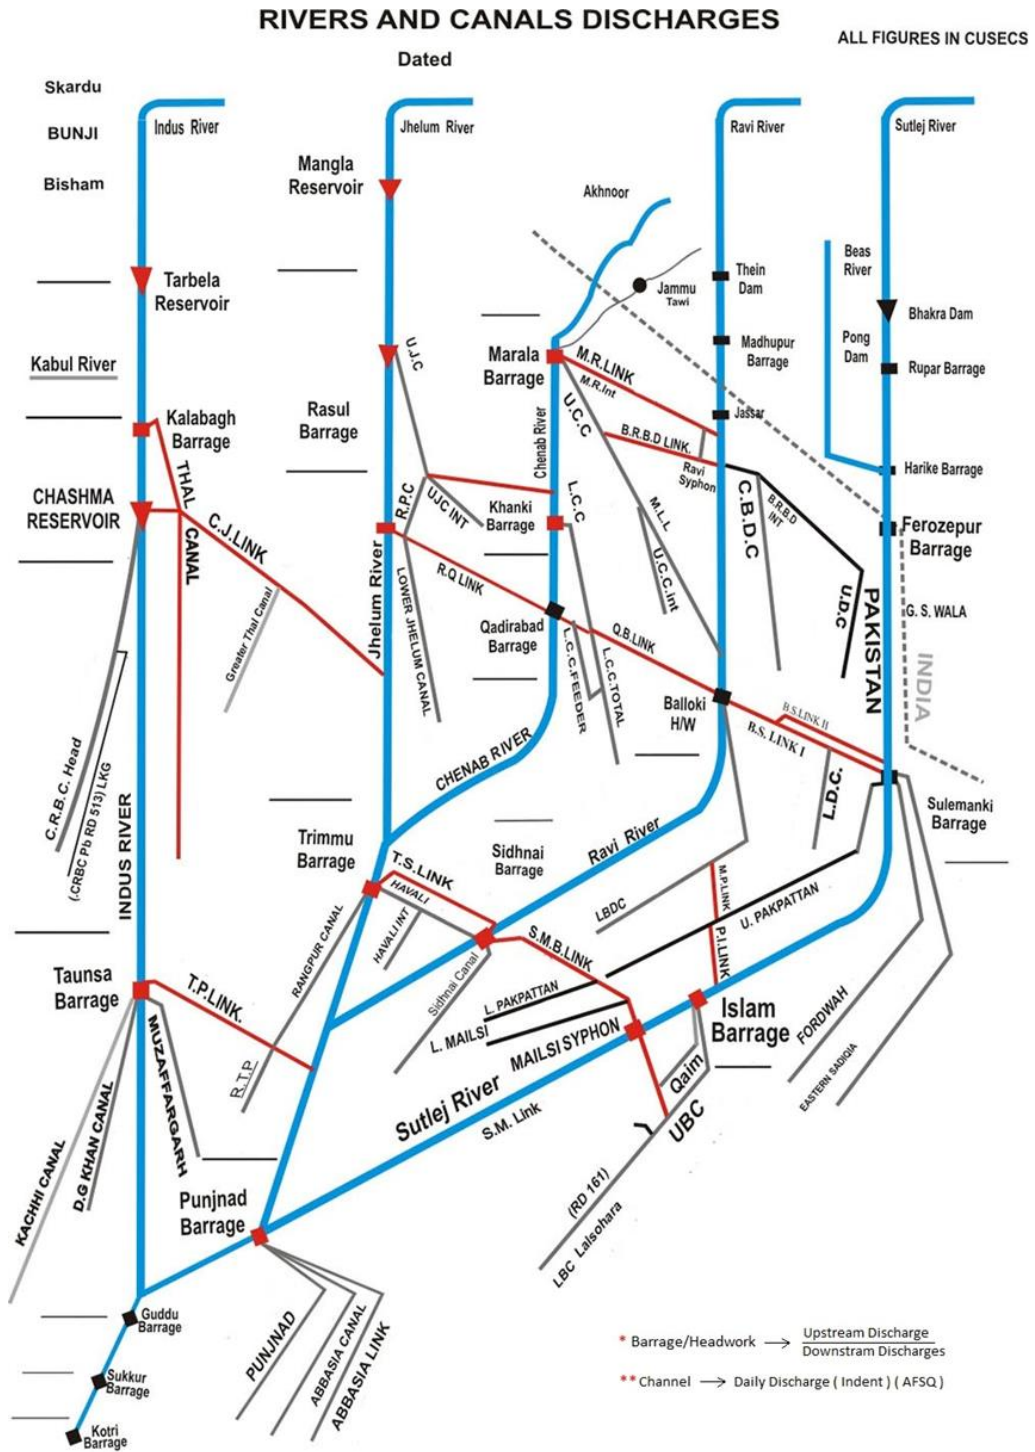 RIVERS AND CANALS DISCHARGES
ALL FIGURES IN CUSECS
Dated
Skardu
BUNJI
Bisham
Indus River
Jhelum River
Ravi River
Sutlej River
Mangla
Reservoir
Akhnoor
Tarbela
Reservoir
Jammu
Tawi
Thein
Dam
Beas
River
Bhakra Dam
Kabul River
Marala
Barrage
U.J.C
M.R.LINK
M.R.Int
Madhupur
Barrage
Pong
Dam
Rupar Barrage
Kalabagh
Barrage
Rasul
Barrage
Chenab River
U.C.C
Jassar
B.R.B.D LINK.
Ravi
Syphon
Harike Barrage
THAL
CANAL
CHASHMA
RESERVOIR
C.J.LINK
R.P.C
UJC INT
Khanki
Barrage
L.C.C
M.L.L
C.B.D.C
B.R.B.D
INT
Ferozepur
Barrage
Jhelum River
LOWER JHELUM CANAL
R.Q LINK
U.C.C.Int
U.D.C
PAKISTAN
G. S. WALA
INDIA
Greater Thal Canal
Qadirabad
Barrage
Q.B.LINK
L.C.C.FEEDER
L.C.C.TOTAL
Balloki
H/W
B.S.LINK II
B.S. LINK I
C.R.B.C. Head
(.CRBC Pb RD 513) LKG
INDUS RIVER
CHENAB RIVER
L.D.C.
Sulemanki
Barrage
Trimmu
Barrage
T.S.LINK
HAVALI
HAVALI INT
RANGPUR CANAL
Sidhnai
Barrage
Ravi River
LBDC
M.P.LINK
U. PAKPATTAN
P.I.LINK
S.M.B.LINK
Sidhnai Canal
Taunsa
Barrage
T.P.LINK.
L. PAKPATTAN
L. MAILSI
MAILSI SYPHON
Islam
Barrage
FORDWAH
EASTERN SADIQIA
MUZAFFARGARH
R.T.P
Sutlej River
S.M. Link
Qaim
UBC
KACHHI CANAL
D.G KHAN CANAL
Punjnad
Barrage
(RD 161)
LBC Lalsohara
Guddu
Barrage
PUNJNAD
ABBASIA CANAL
ABBASIA LINK
Sukkur
Barrage
Kotri
Barrage
* Barrage/Headwork → Upstream Discharge
Downstram Discharges
** Channel → Daily Discharge ( Indent ) ( AFSQ )